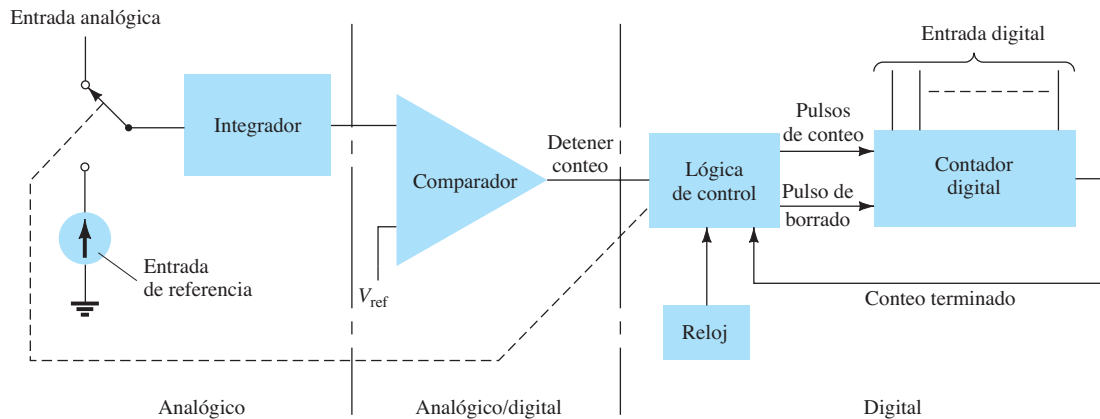 Entrada analógica
Entrada digital
Integrador
Comparador
Detener
conteo
Lógica
de control
Pulsos
de conteo
Pulso de
borrado
Contador
digital
Entrada
de referencia
V_ref
Reloj
Conteo terminado
Analógico
Analógico/digital
Digital